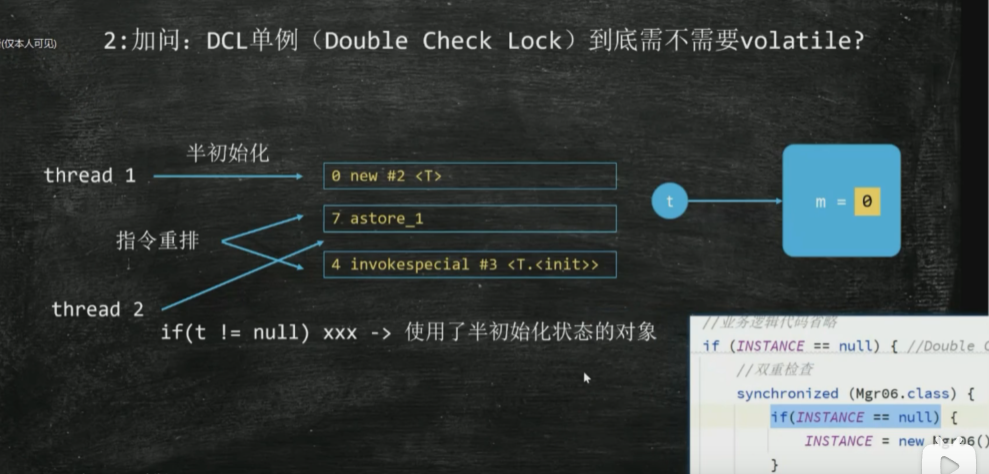 (仅本人可见)
2:加问：DCL单例（Double Check Lock）到底需不需要volatile?
半初始化
thread 1
0 new #2 <T>
7 astore_1
指令重排
4 invokespecial #3 <T.<init>>
thread 2
if(t != null) xxx -> 使用了半初始化状态的对象
t
m = 0
//业务逻辑代码省略
if (INSTANCE == null) { //Double
//双重检查
synchronized (Mgr06.class) {
if(INSTANCE == null) {
INSTANCE = new Mgr06()
}